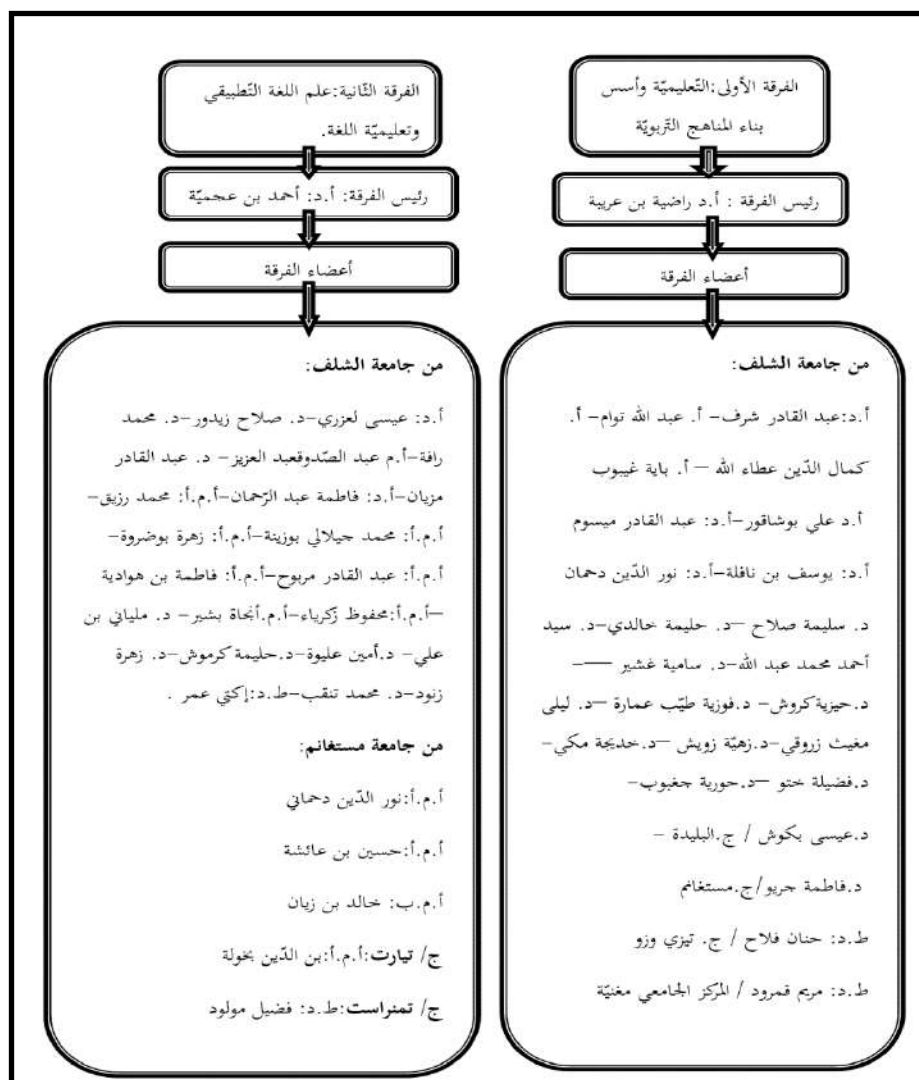 الفرقة الأولى:التّعليميّة وأسس
بناء المناهج التّربويّة
رئيس الفرقة : أ.د راضية بن عريبة
أعضاء الفرقة
من جامعة الشلف:
أ.د:عبد القادر شرف– أ. عبد الله توام– أ.
كمال الدّين عطاء الله – أ. باية غيبوب
أ.د علي بوشاقور–أ.د: عبد القادر ميسوم
أ.د: يوسف بن نافلة–أ.د: نور الدّين دحمان
د. سليمة صلاح –د. حليمة خالدي–د. سيد
أحمد محمد عبد الله–د. سامية غشير –-
د.حيزية كروش– د.فوزية طيّب عمارة –د. ليلى
مغيث زروقي–د.زهيّة زويش –د.خديجة مكي–
د.فضيلة ختو –د.حورية جغبوب–
د.عيسى بكوش / ج.البليدة –
د.فاطمة جريو/ج.مستغانم
ط.د: حنان فلاح / ج. تيزي وزو
ط.د: مريم قمرود / المركز الجامعي مغنيّة
الفرقة الثّانية:علم اللغة التّطبيقي
وتعليميّة اللغة.
رئيس الفرقة: أ.د: أحمد بن عجميّة
أعضاء الفرقة
من جامعة الشلف:
أ.د: عيسى لعزري–د. صلاح زيدور–د. محمد
رافة–أ.م عبد الصّدوقعبد العزيز– د. عبد القادر
مزيان–أ.د: فاطمة عبد الرّحمان–أ.م.أ: محمد رزيق–
أ.م.أ: محمد جيلالي بوزينة–أ.م.أ: زهرة بوضروة–
أ.م.أ: عبد القادر مربوح–أ.م.أ: فاطمة بن هوادية
–أ.م.أ:محفوظ زكرياء–أ.م.أنجاة بشير– د. ملياني بن
علي– د.أمين عليوة–د.حليمة كرموش–د. زهرة
زنود–د. محمد تنقب–ط.د:إكتي عمر .
من جامعة مستغانم:
أ.م.أ:نور الدّين دحماني
أ.م.أ:حسين بن عائشة
أ.م.ب: خالد بن زيان
ج/ تيارت:أ.م.أ:بن الدّين بخولة
ج/ تمنراست:ط.د: فضيل مولود